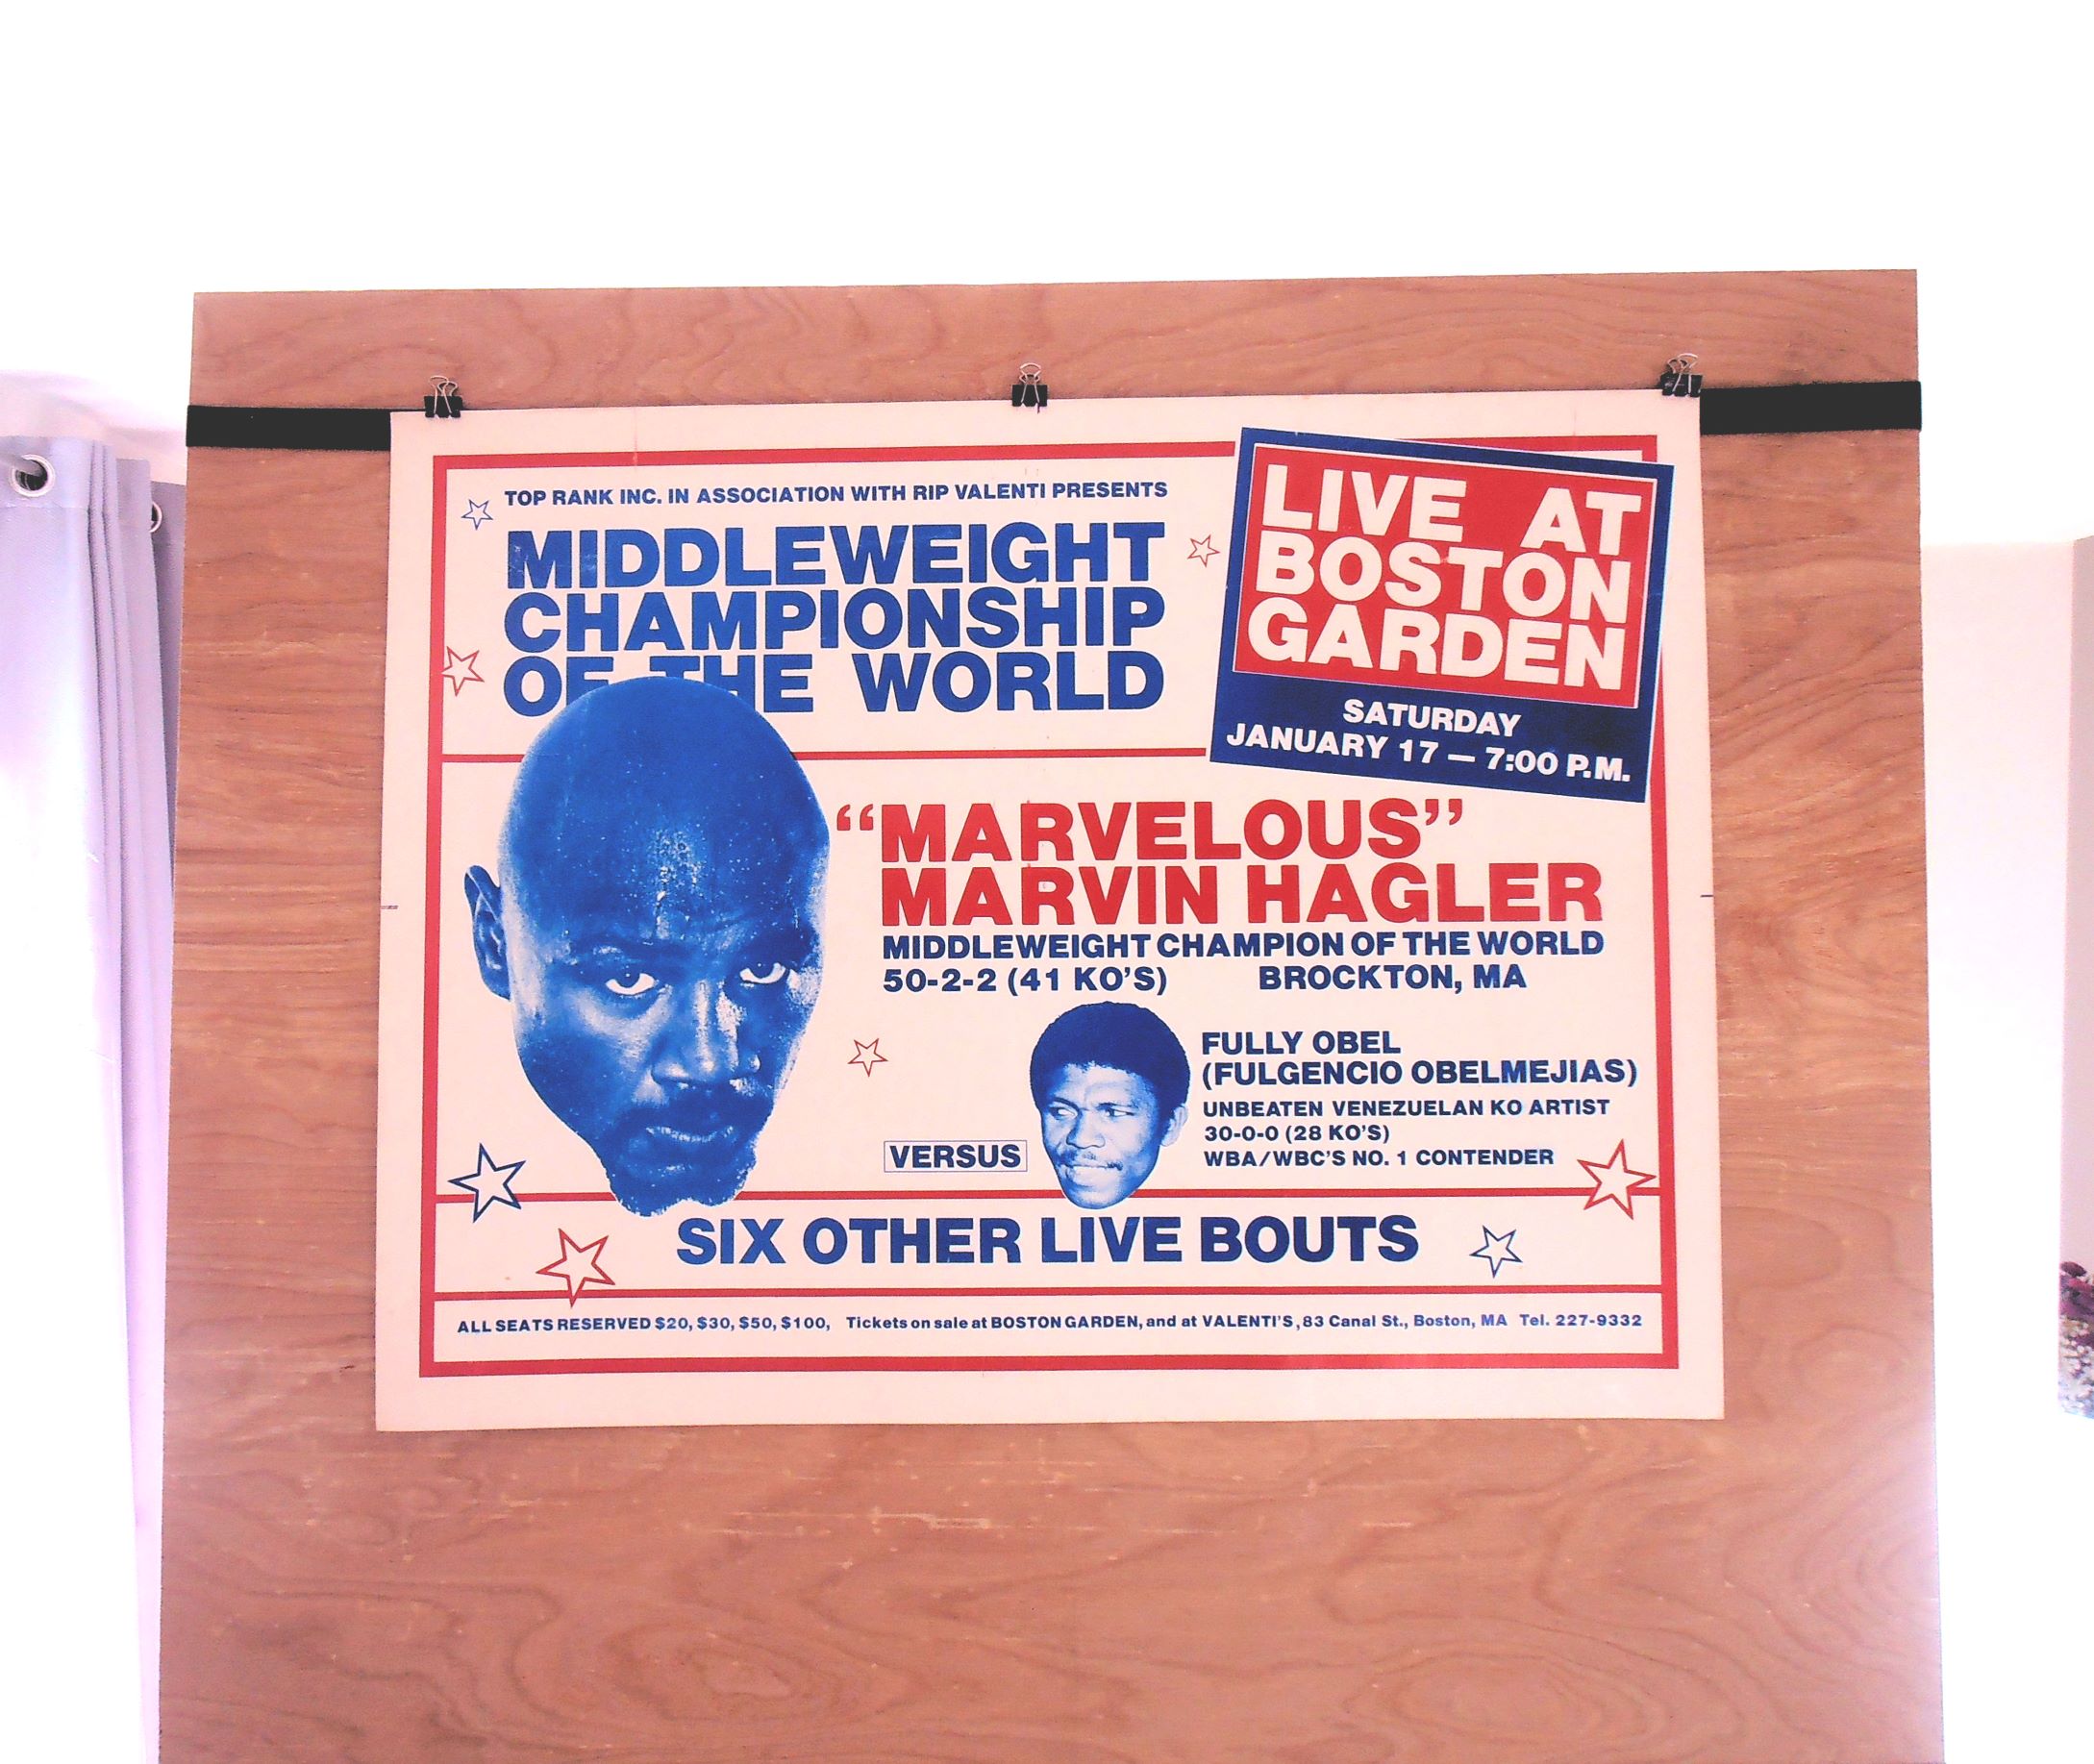 TOP RANK INC. IN ASSOCIATION WITH RIP VALENTI PRESENTS
MIDDLEWEIGHT
CHAMPIONSHIP
OF THE WORLD
LIVE AT
BOSTON
GARDEN
SATURDAY
JANUARY 17 — 7:00 P.M.
“MARVELOUS”
MARVIN HAGLER
MIDDLEWEIGHT CHAMPION OF THE WORLD
50-2-2 (41 KO'S) BROCKTON, MA
FULLY OBEL
(FULGENCIO OBELMEJIAS)
UNBEATEN VENEZUELAN KO ARTIST
30-0-0 (28 KO'S)
VERSUS
WBA/WBC'S NO. 1 CONTENDER
SIX OTHER LIVE BOUTS
ALL SEATS RESERVED $20, $30, $50, $100, Tickets on sale at BOSTON GARDEN, and at VALENTI'S, 83 Canal St., Boston, MA Tel. 227-9332